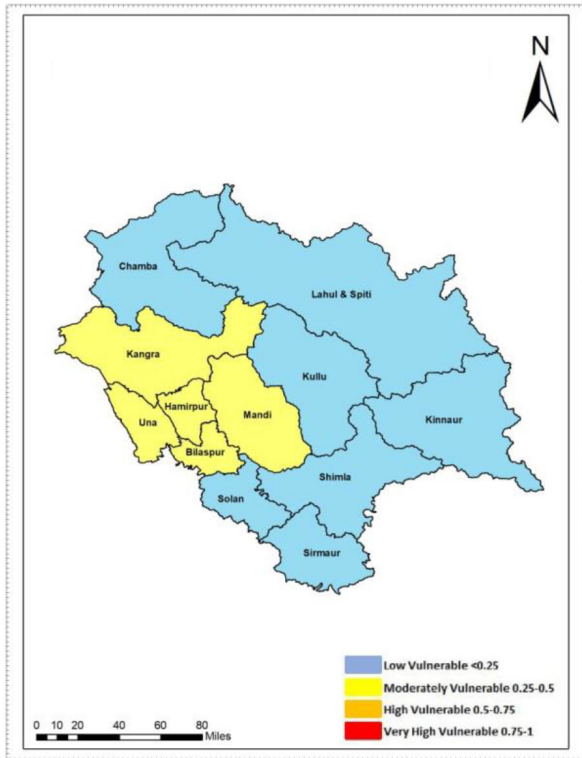 N
Chamba
Lahul & Spiti
Kangra
Kullu
Hamirpur
Mandi
Kinnaur
Una
Bilaspur
Shimla
Solan
Sirmaur
Low Vulnerable <0.25
Moderately Vulnerable 0.25-0.5
High Vulnerable 0.5-0.75
Very High Vulnerable 0.75-1
0 10 20 40 60 80
Miles